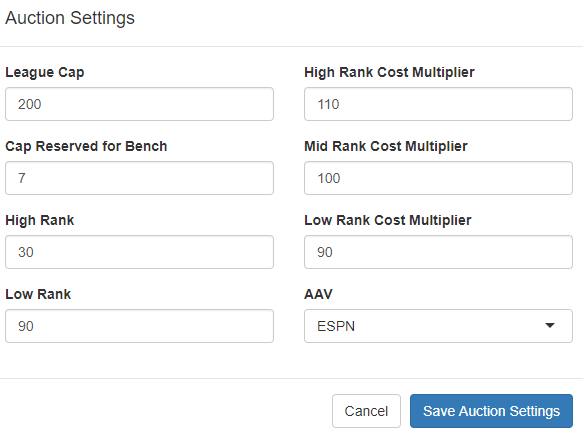 Auction Settings
League Cap
200
Cap Reserved for Bench
7
High Rank
30
Low Rank
90
High Rank Cost Multiplier
110
Mid Rank Cost Multiplier
100
Low Rank Cost Multiplier
90
AAV
ESPN
Cancel
Save Auction Settings